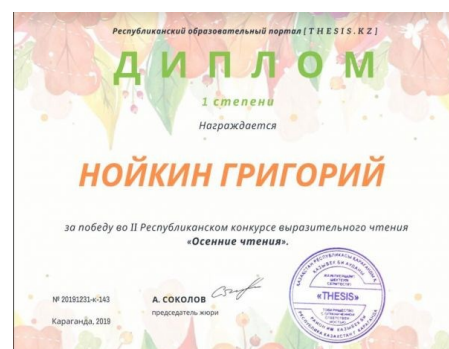 Республиканский образовательный портал [THESIS.KZ]
ДИПЛОМ
1 степени
Награждается
НОЙКИН ГРИГОРИЙ
за победу во II Республиканском конкурсе выразительного чтения
«Осенние чтения».
№ 20191231-к-143
А. СОКОЛОВ
председатель жюри
Караганда, 2019
«THESIS»